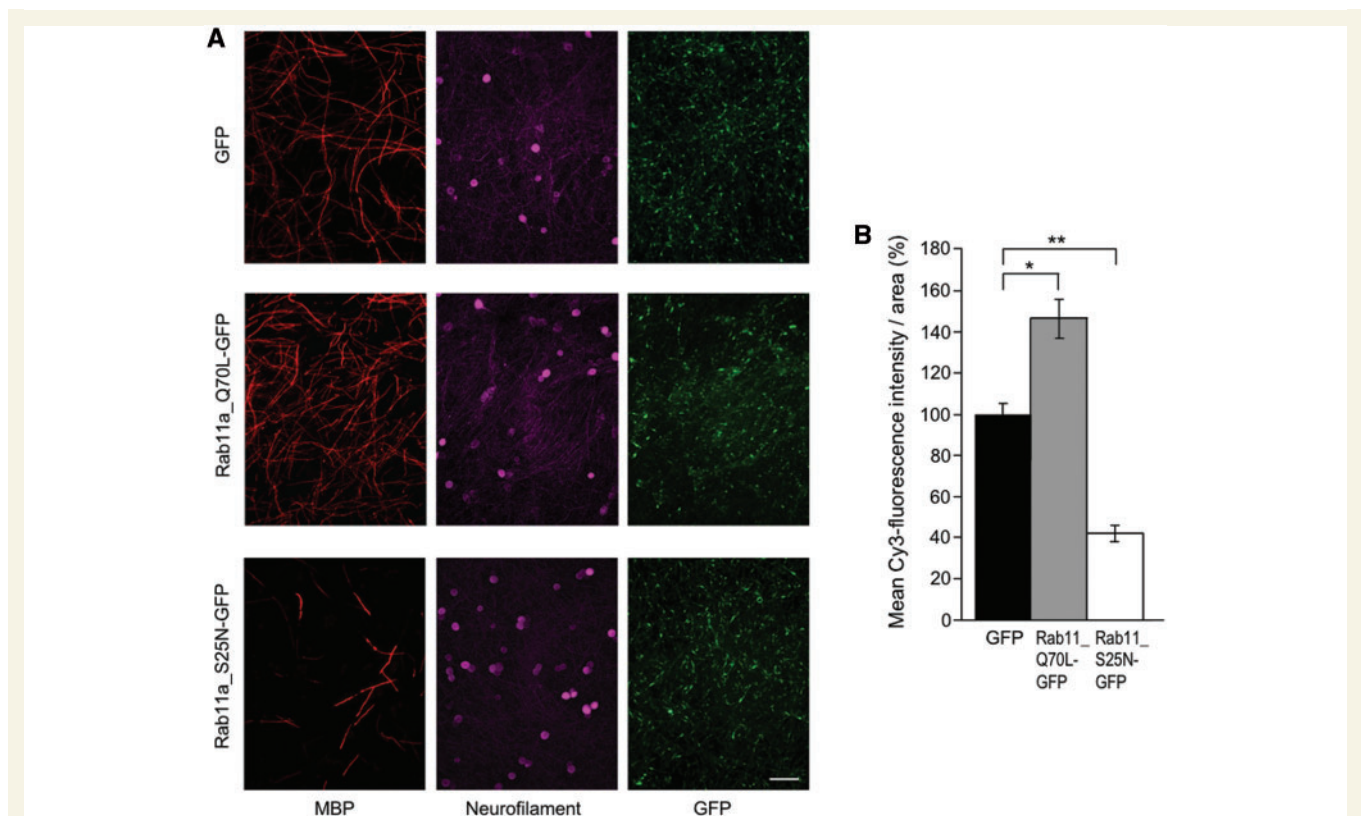 A
GFP
Rab11a_Q70L-GFP
Rab11a_S25N-GFP
MBP
Neurofilament
GFP
B
Mean Cy3-fluorescence intensity / area (%)
180
160
140
120
100
80
60
40
20
0
**
*
GFP
Rab11_
Q70L-
GFP
Rab11_
S25N-
GFP